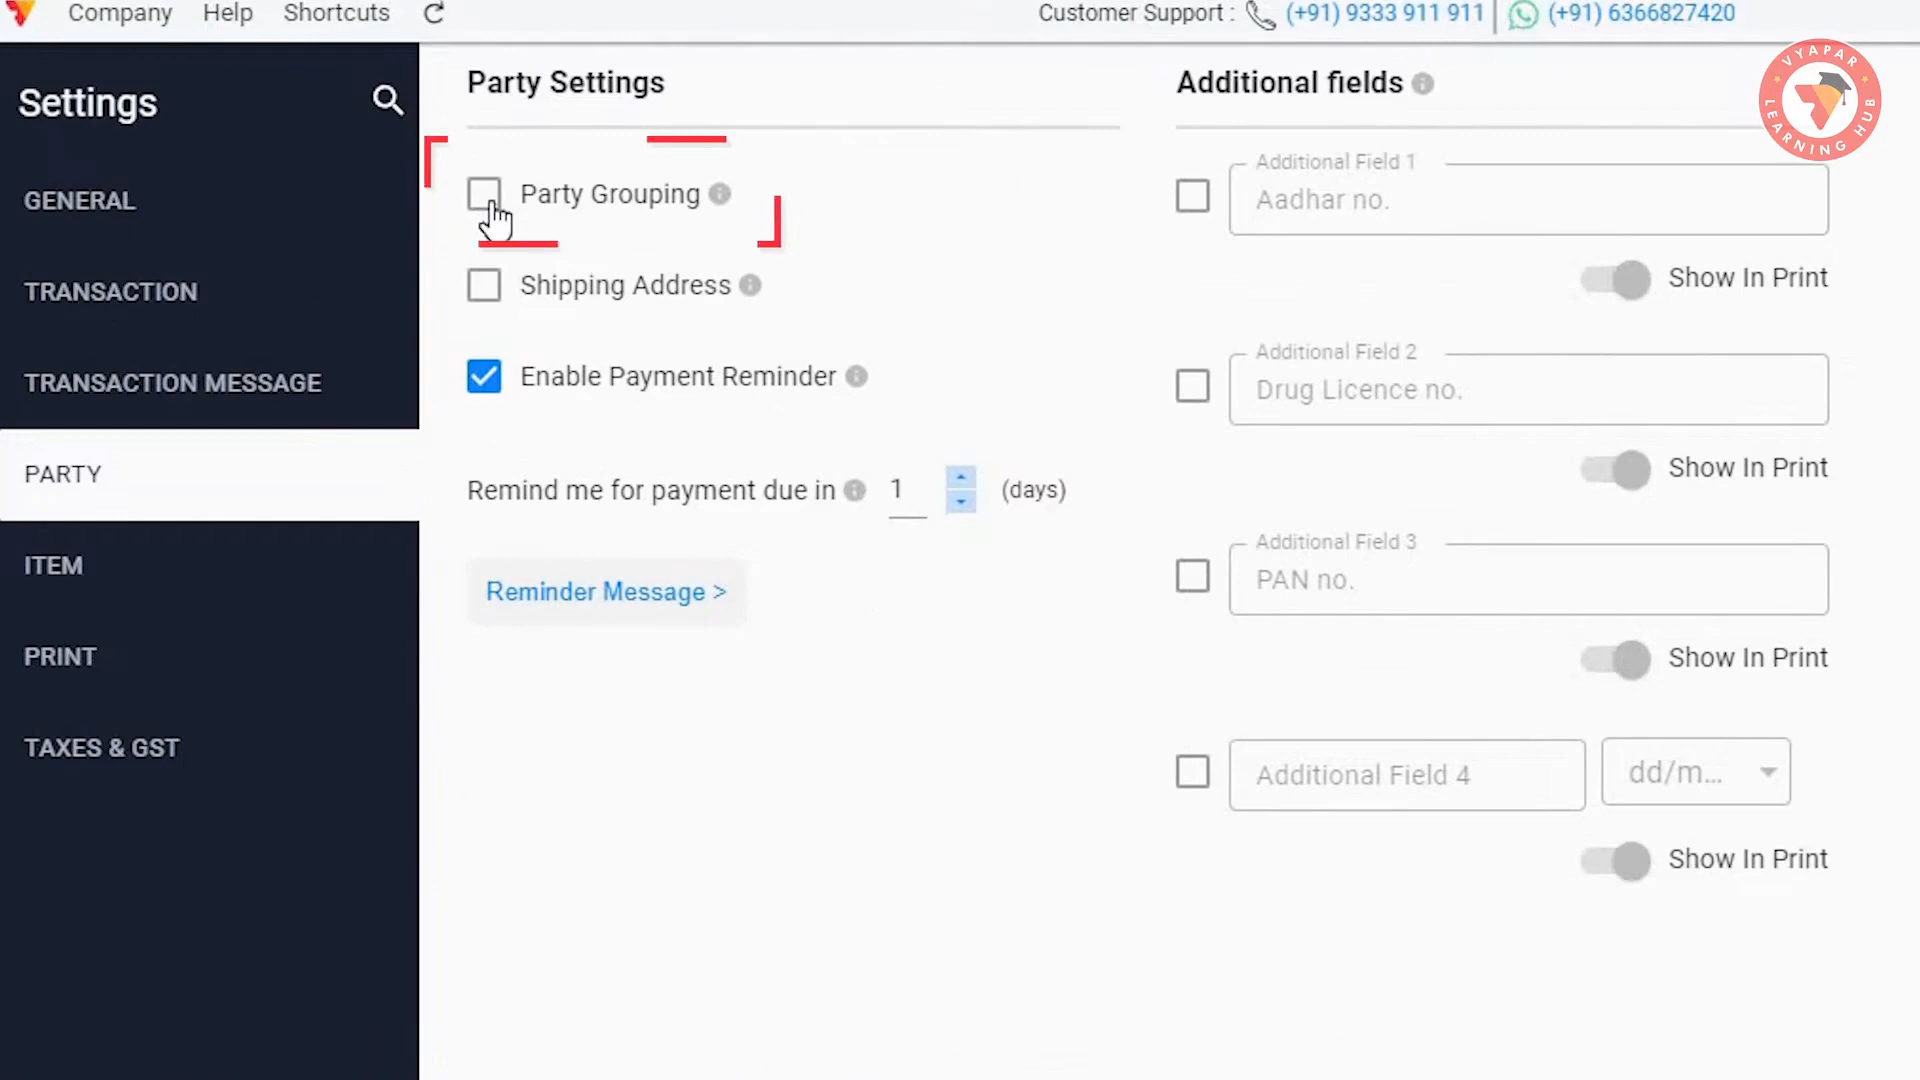 Company Help Shortcuts
Customer Support : (+91) 9333 911 911 | (+91) 6366827420
VYAPAR LEARNING HUB
Settings
GENERAL
TRANSACTION
TRANSACTION MESSAGE
PARTY
ITEM
PRINT
TAXES & GST
Party Settings
Party Grouping
Shipping Address
Enable Payment Reminder
Remind me for payment due in 1 (days)
Reminder Message >
Additional fields
Additional Field 1
Aadhar no.
Show In Print
Additional Field 2
Drug Licence no.
Show In Print
Additional Field 3
PAN no.
Show In Print
Additional Field 4 dd/m...
Show In Print